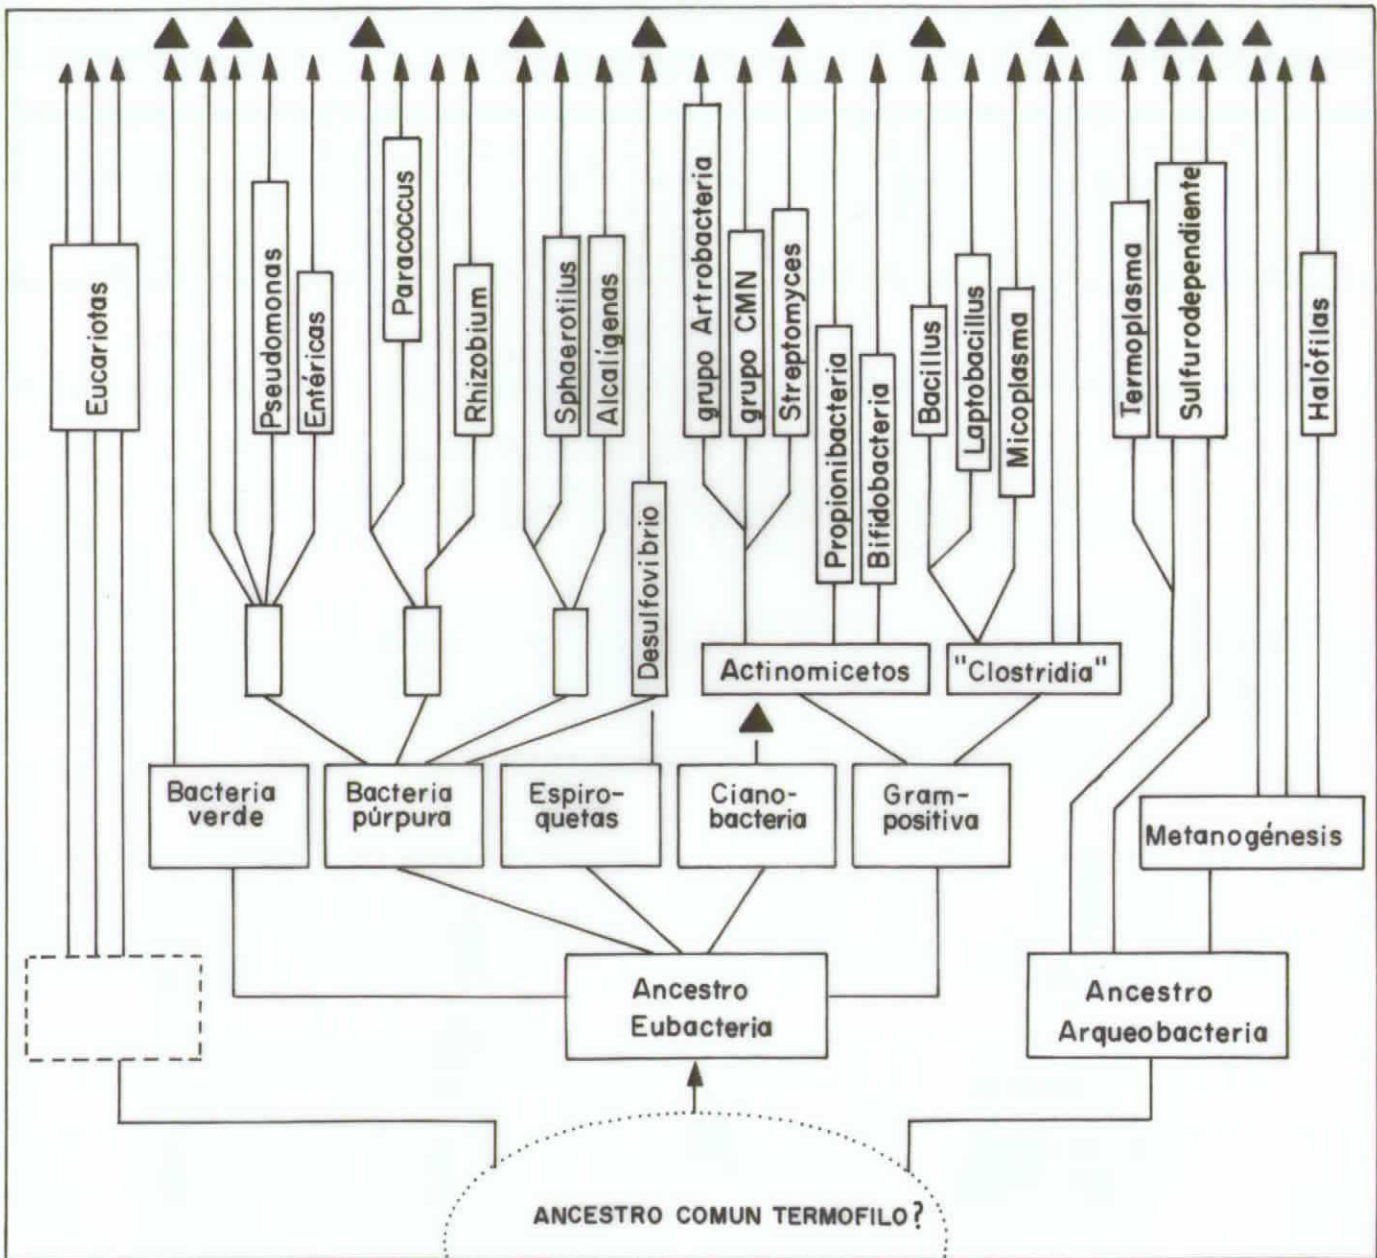 Eucariotas
Pseudomonas
Entéricas
Paracoccus
Rhizobium
Sphaerotilus
Alcalígenas
Desulfovibrio
grupo Artrobacteria
grupo CMN
Streptomyces
Propionibacteria
Bifidobacteria
Bacillus
Laptobacillus
Micoplasma
Termoplasma
Sulfurodependiente
Halófilas
Actinomicetos
"Clostridia"
Bacteria
verde
Bacteria
púrpura
Espiro-
quetas
Ciano-
bacteria
Gram-
positiva
Metanogénesis
Ancestro
Eubacteria
Ancestro
Arqueobacteria
ANCESTRO COMUN TERMOFILO?